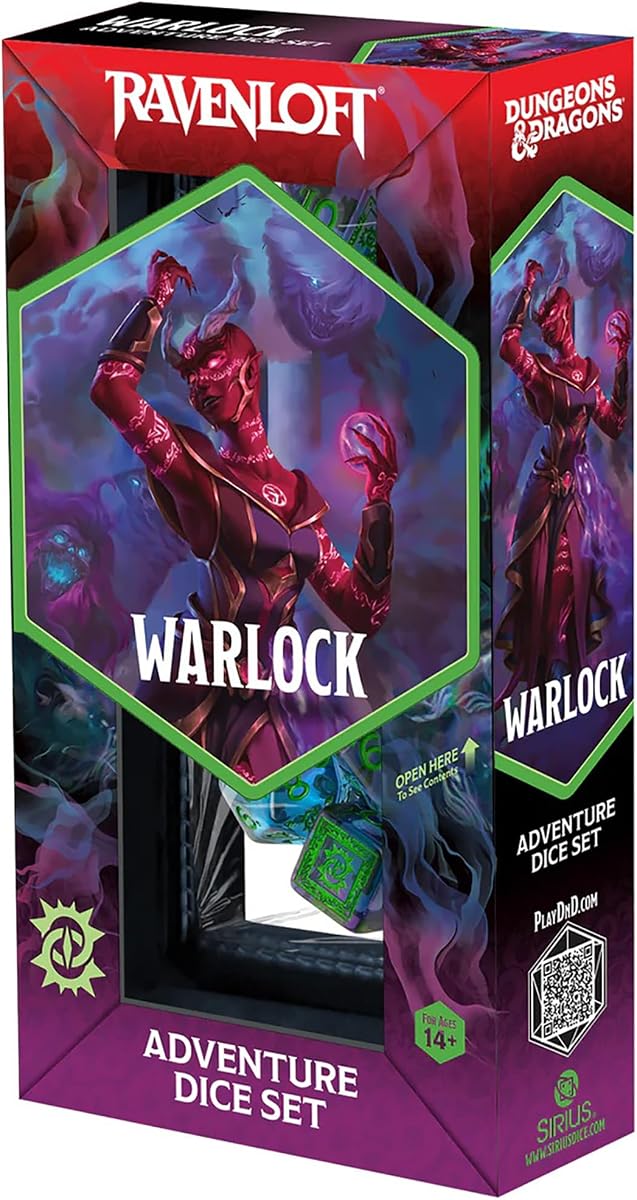 WARLOCK
ADVENTURE DICE SET
RAVENLOFT®
WARLOCK
OPEN HERE
To See Contents
FOR AGES
14+
ADVENTURE
DICE SET
DUNGEONS
& DRAGONS®
WARLOCK
ADVENTURE
DICE SET
PLAYDND.COM
SIRIUS®
WWW.SIRIUSDICE.COM